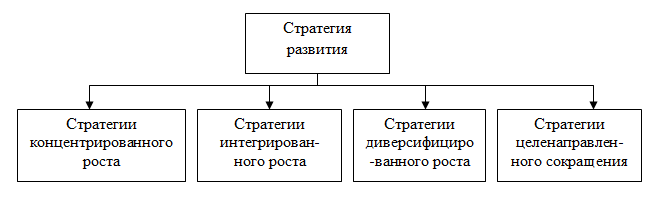 Стратегия
развития
Стратегии
концентрированного
роста
Стратегии
интегрирован-
ного роста
Стратегии
диверсифициро
-ванного роста
Стратегии
целенаправлен-
ного сокращения